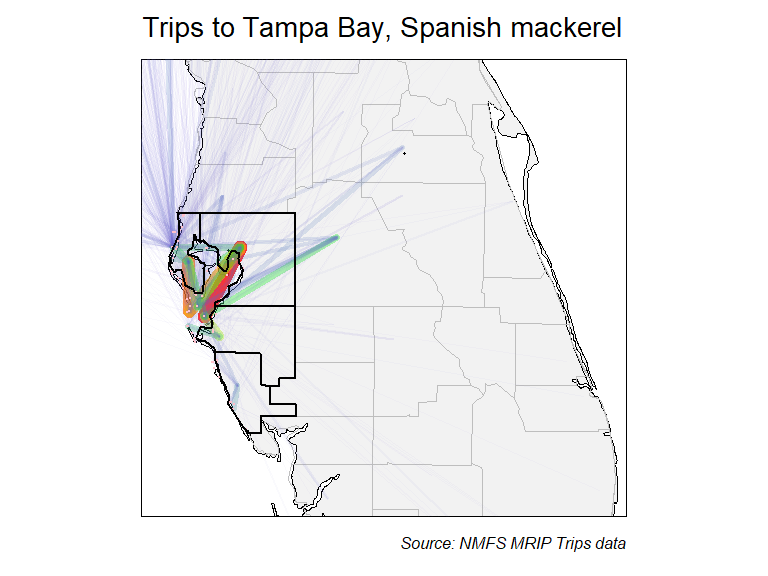 Trips to Tampa Bay, Spanish mackerel
Source: NMFS MRIP Trips data